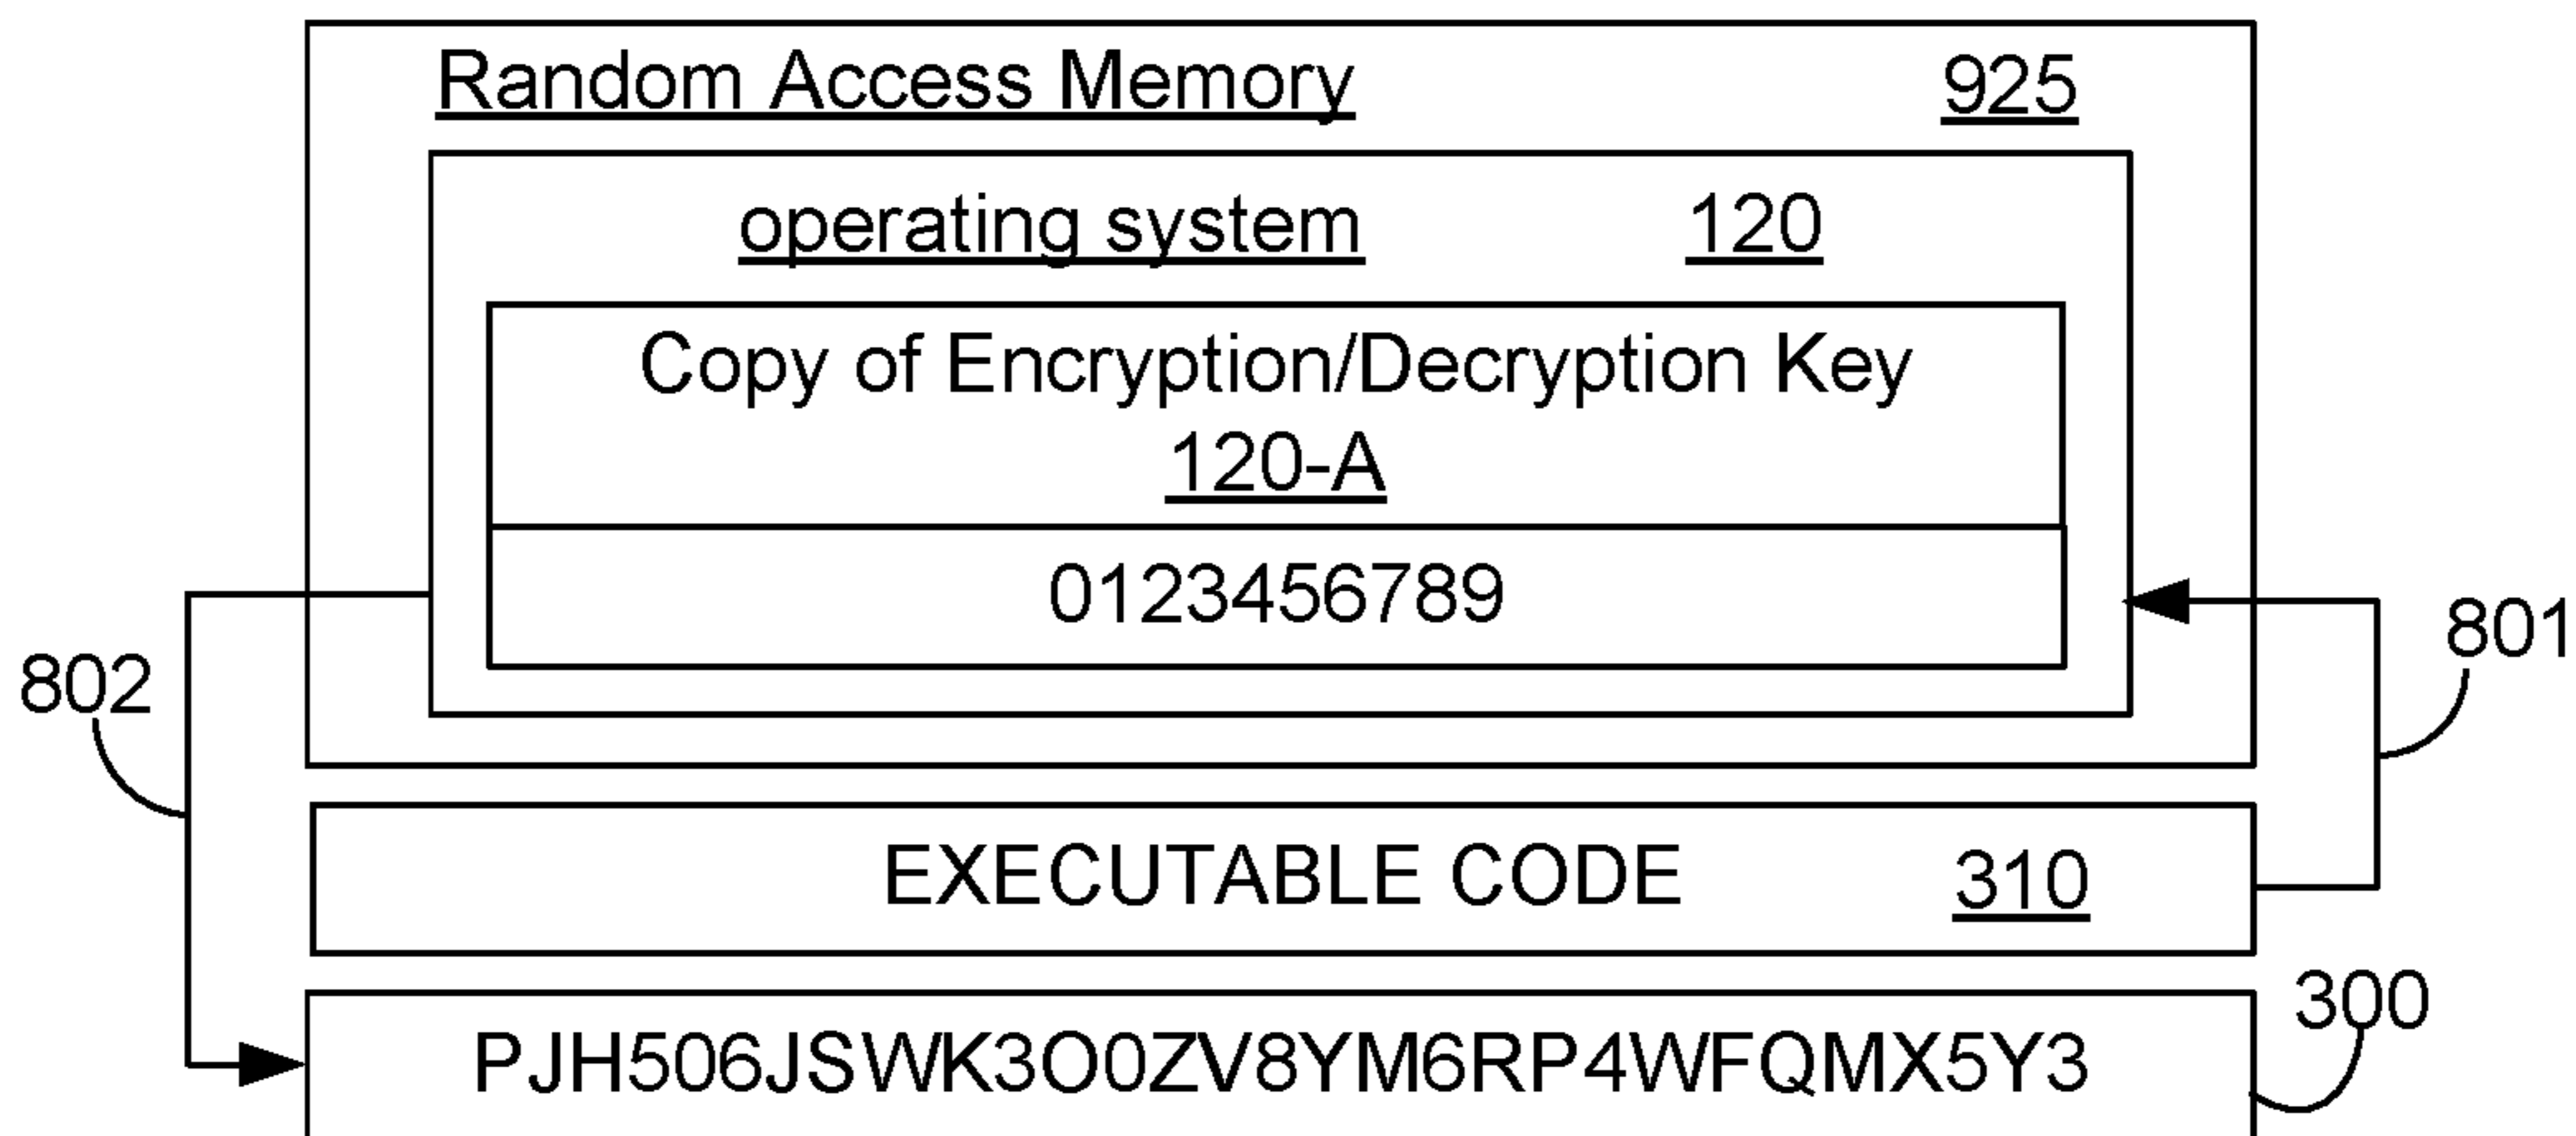 Random Access Memory 925
operating system 120
Copy of Encryption/Decryption Key
120-A
0123456789
802
801
EXECUTABLE CODE 310
300
PJH506JSWK3O0ZV8YM6RP4WFQMX5Y3